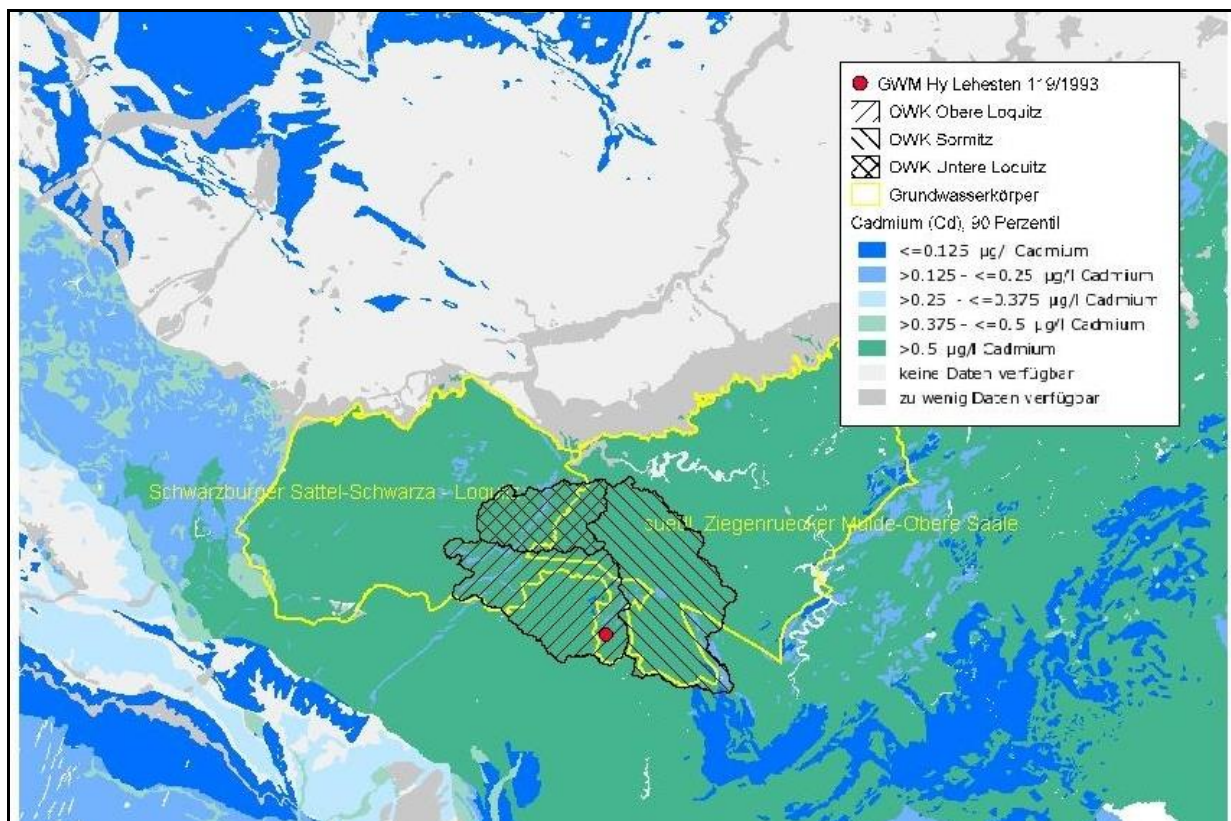 GWM Hy Lehesten 119/1993
OWK Obere Loquitz
OWK Sormitz
OWK Untere Loquitz
Grundwasserkörper
Cadmium (Cd), 90 Perzentil
<=0.125 µg/ Cadmium
>0.125 - <=0.25 µg/l Cadmium
>0.25 - <=0.375 µg/l Cadmium
>0.375 - <=0.5 µg/l Cadmium
>0.5 µg/l Cadmium
keine Daten verfügbar
zu wenig Daten verfügbar
Schwarzburger Sattel-Schwarza - Loquitz
suedl. Ziegenruecker Mulde-Obere Saale